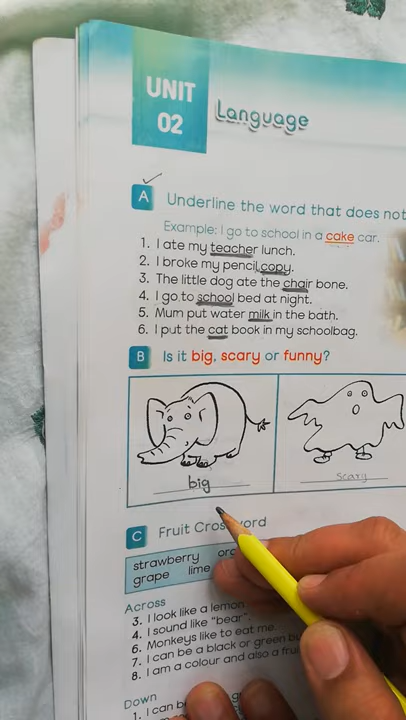 UNIT
02
Language
A Underline the word that does not
Example: I go to school in a cake car.
1. I ate my teacher lunch.
2. I broke my pencil copy.
3. The little dog ate the chair bone.
4. I go to school bed at night.
5. Mum put water milk in the bath.
6. I put the cat book in my schoolbag.
B Is it big, scary or funny?
big
scary
C Fruit Crossword
strawberry
grape lime
Across
3. I look like a lemon
4. I sound like "bear".
6. Monkeys like to eat me.
7. I can be a black or green
8. I am a colour and also a
Down
1. I can